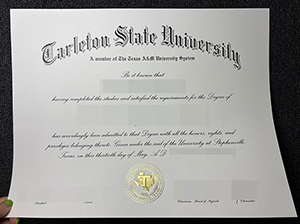 Tarleton State University
A member of The Texas A&M University System
Be it known that
having completed the studies and satisfied the requirements for the Degree of
has accordingly been admitted to that Degree with all the honors, rights, and
privileges belonging thereto. Given under the seal of the University at Stephenville,
Texas, on this thirtieth day of May, A.D.